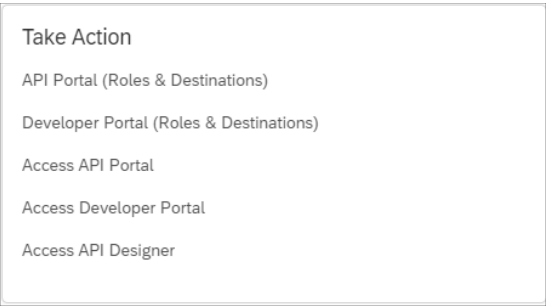 Take Action
API Portal (Roles & Destinations)
Developer Portal (Roles & Destinations)
Access API Portal
Access Developer Portal
Access API Designer